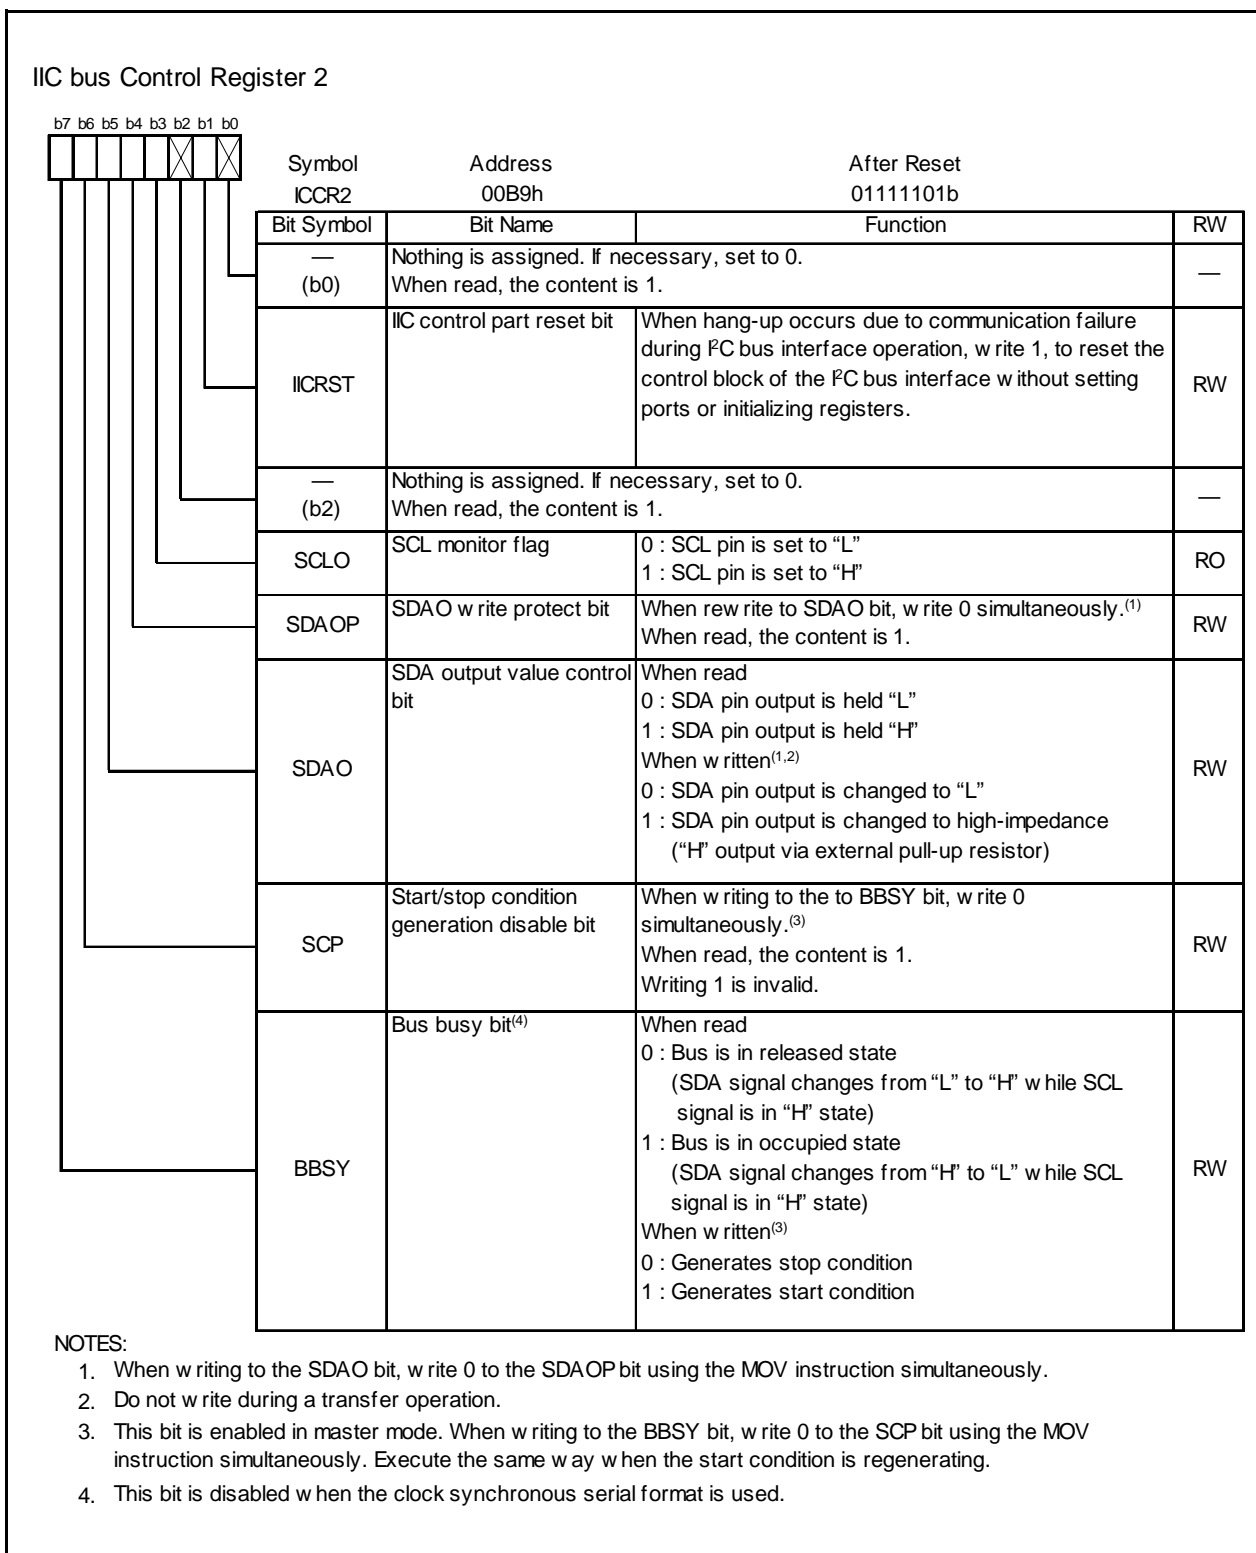 IIC bus Control Register 2
b7 b6 b5 b4 b3 b2 b1 b0
Symbol Address After Reset
ICCR2 00B9h 01111101b
Bit Symbol Bit Name Function RW
— (b0) Nothing is assigned. If necessary, set to 0.
When read, the content is 1. —
IICRST IIC control part reset bit When hang-up occurs due to communication failure
during I²C bus interface operation, write 1, to reset the
control block of the I²C bus interface without setting
ports or initializing registers. RW
— (b2) Nothing is assigned. If necessary, set to 0.
When read, the content is 1. —
SCLO SCL monitor flag 0 : SCL pin is set to “L”
1 : SCL pin is set to “H” RO
SDAOP SDAO write protect bit When rewrite to SDAO bit, write 0 simultaneously.(1)
When read, the content is 1. RW
SDAO SDA output value control
bit
When read
0 : SDA pin output is held “L”
1 : SDA pin output is held “H”
When written(1,2)
0 : SDA pin output is changed to “L”
1 : SDA pin output is changed to high-impedance
(“H” output via external pull-up resistor) RW
SCP Start/stop condition
generation disable bit
When writing to the to BBSY bit, write 0
simultaneously.(3)
When read, the content is 1.
Writing 1 is invalid. RW
BBSY Bus busy bit(4) When read
0 : Bus is in released state
(SDA signal changes from “L” to “H” while SCL
signal is in “H” state)
1 : Bus is in occupied state
(SDA signal changes from “H” to “L” while SCL
signal is in “H” state)
When written(3)
0 : Generates stop condition
1 : Generates start condition RW
NOTES:
1. When writing to the SDAO bit, write 0 to the SDAOP bit using the MOV instruction simultaneously.
2. Do not write during a transfer operation.
3. This bit is enabled in master mode. When writing to the BBSY bit, write 0 to the SCP bit using the MOV
instruction simultaneously. Execute the same way when the start condition is regenerating.
4. This bit is disabled when the clock synchronous serial format is used.